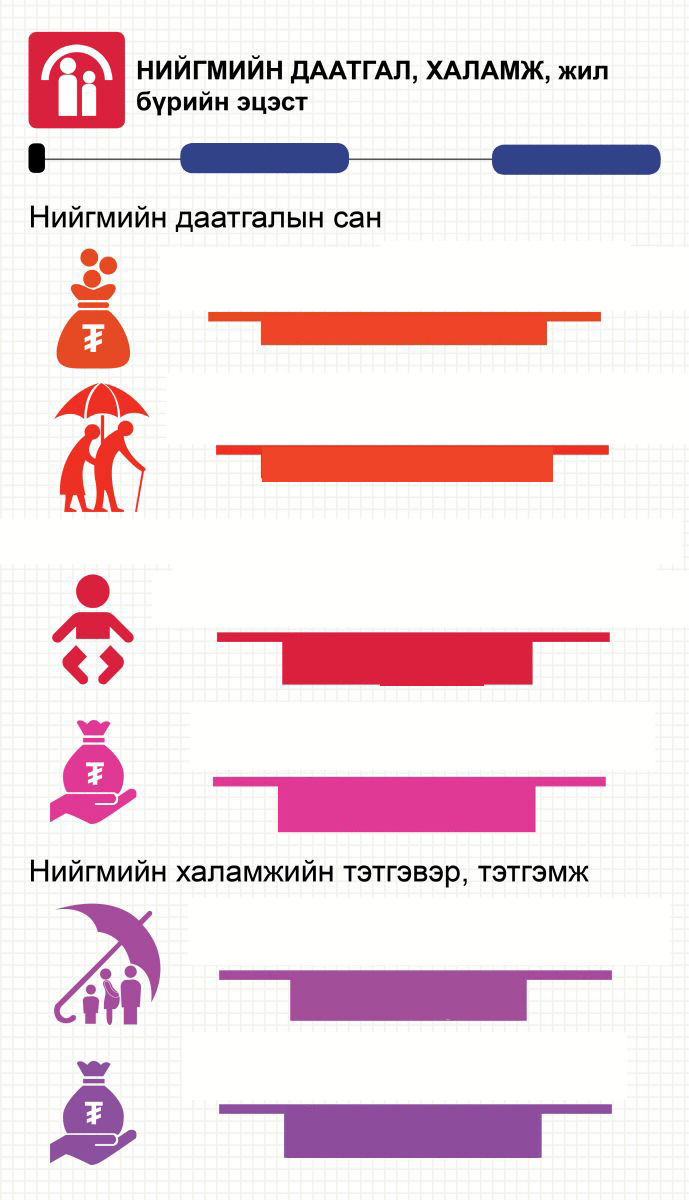 НИЙГМИЙН ДААТГАЛ, ХАЛАМЖ, жил
бүрийн эцэст
Нийгмийн даатгалын сан
₮
₮
Нийгмийн халамжийн тэтгэвэр, тэтгэмж
₮